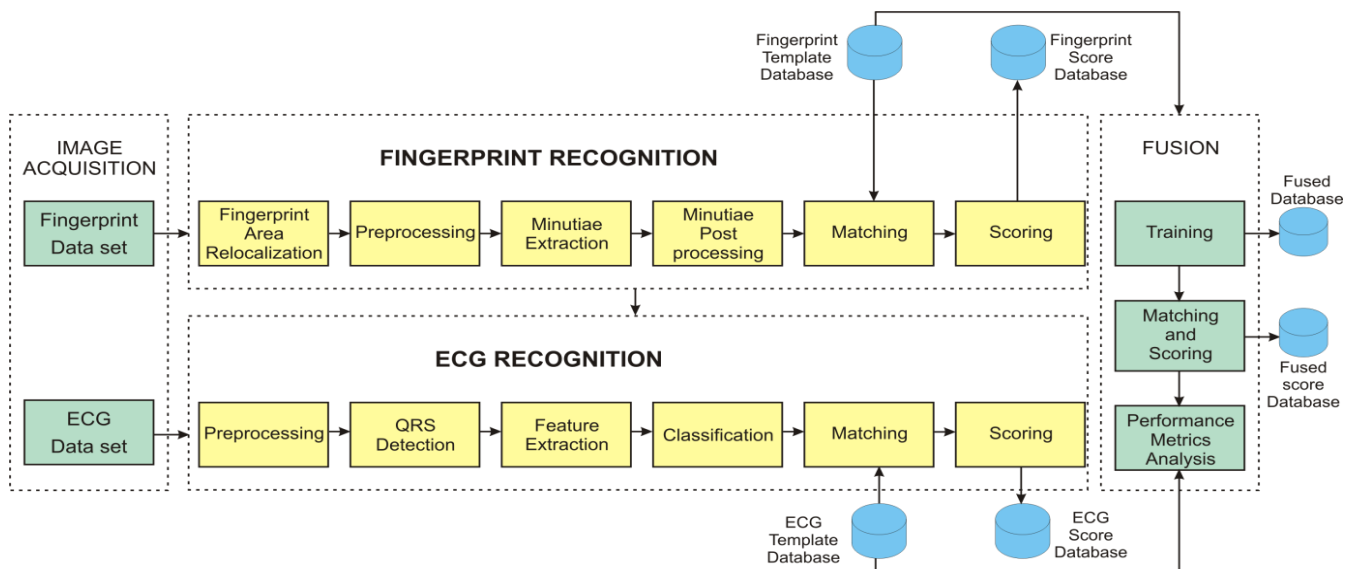 Fingerprint
Template
Database
Fingerprint
Score
Database
IMAGE
ACQUISITION
Fingerprint
Data set
ECG
Data set
FINGERPRINT RECOGNITION
Fingerprint
Area
Relocalization
Preprocessing
Minutiae
Extraction
Minutiae
Post
processing
Matching
Scoring
ECG RECOGNITION
Preprocessing
QRS
Detection
Feature
Extraction
Classification
Matching
Scoring
ECG
Template
Database
ECG
Score
Database
FUSION
Training
Matching
and
Scoring
Performance
Metrics
Analysis
Fused
Database
Fused
score
Database